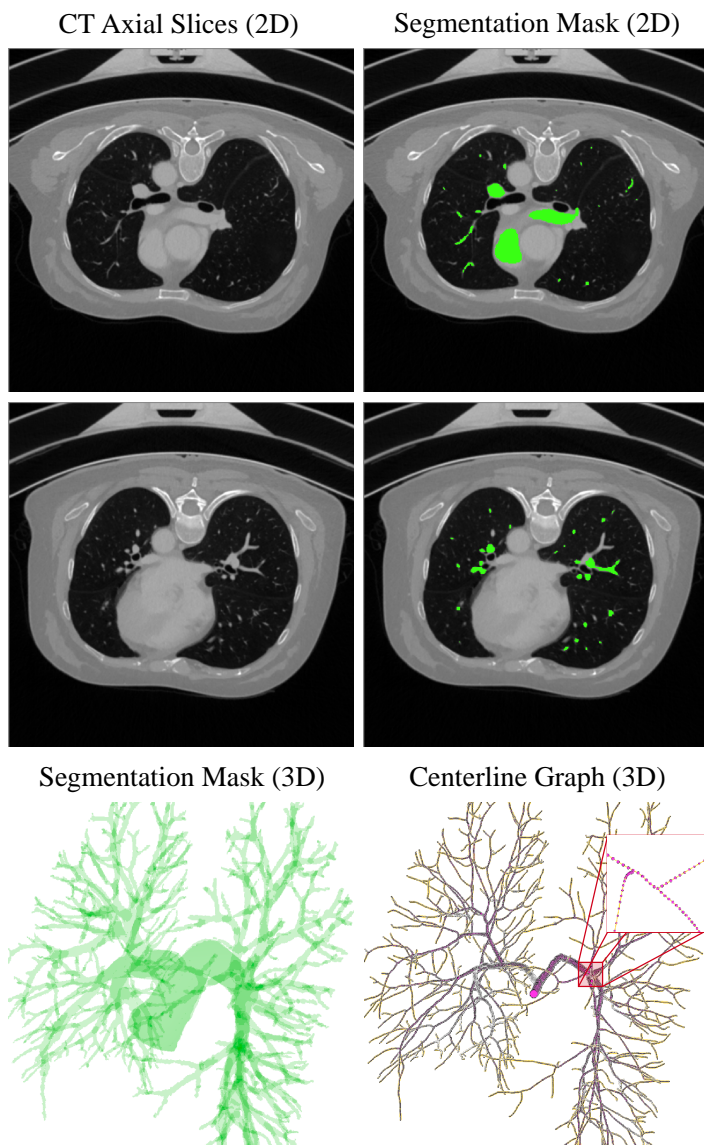 CT Axial Slices (2D)
Segmentation Mask (2D)
Segmentation Mask (3D)
Centerline Graph (3D)